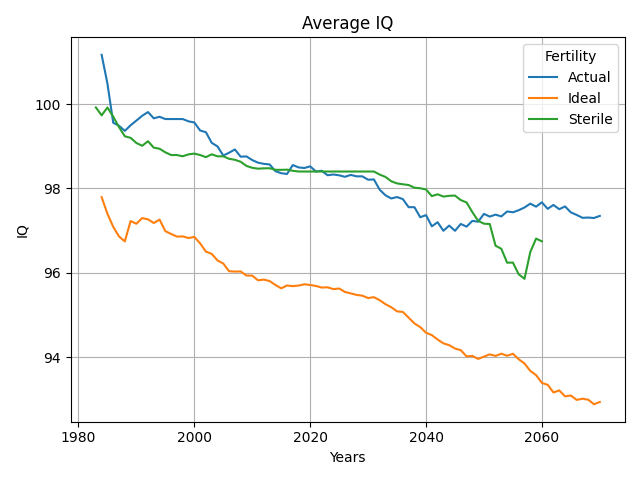 Average IQ
Fertility
Actual
Ideal
Sterile
IQ
100
98
96
94
1980
2000
2020
2040
2060
Years